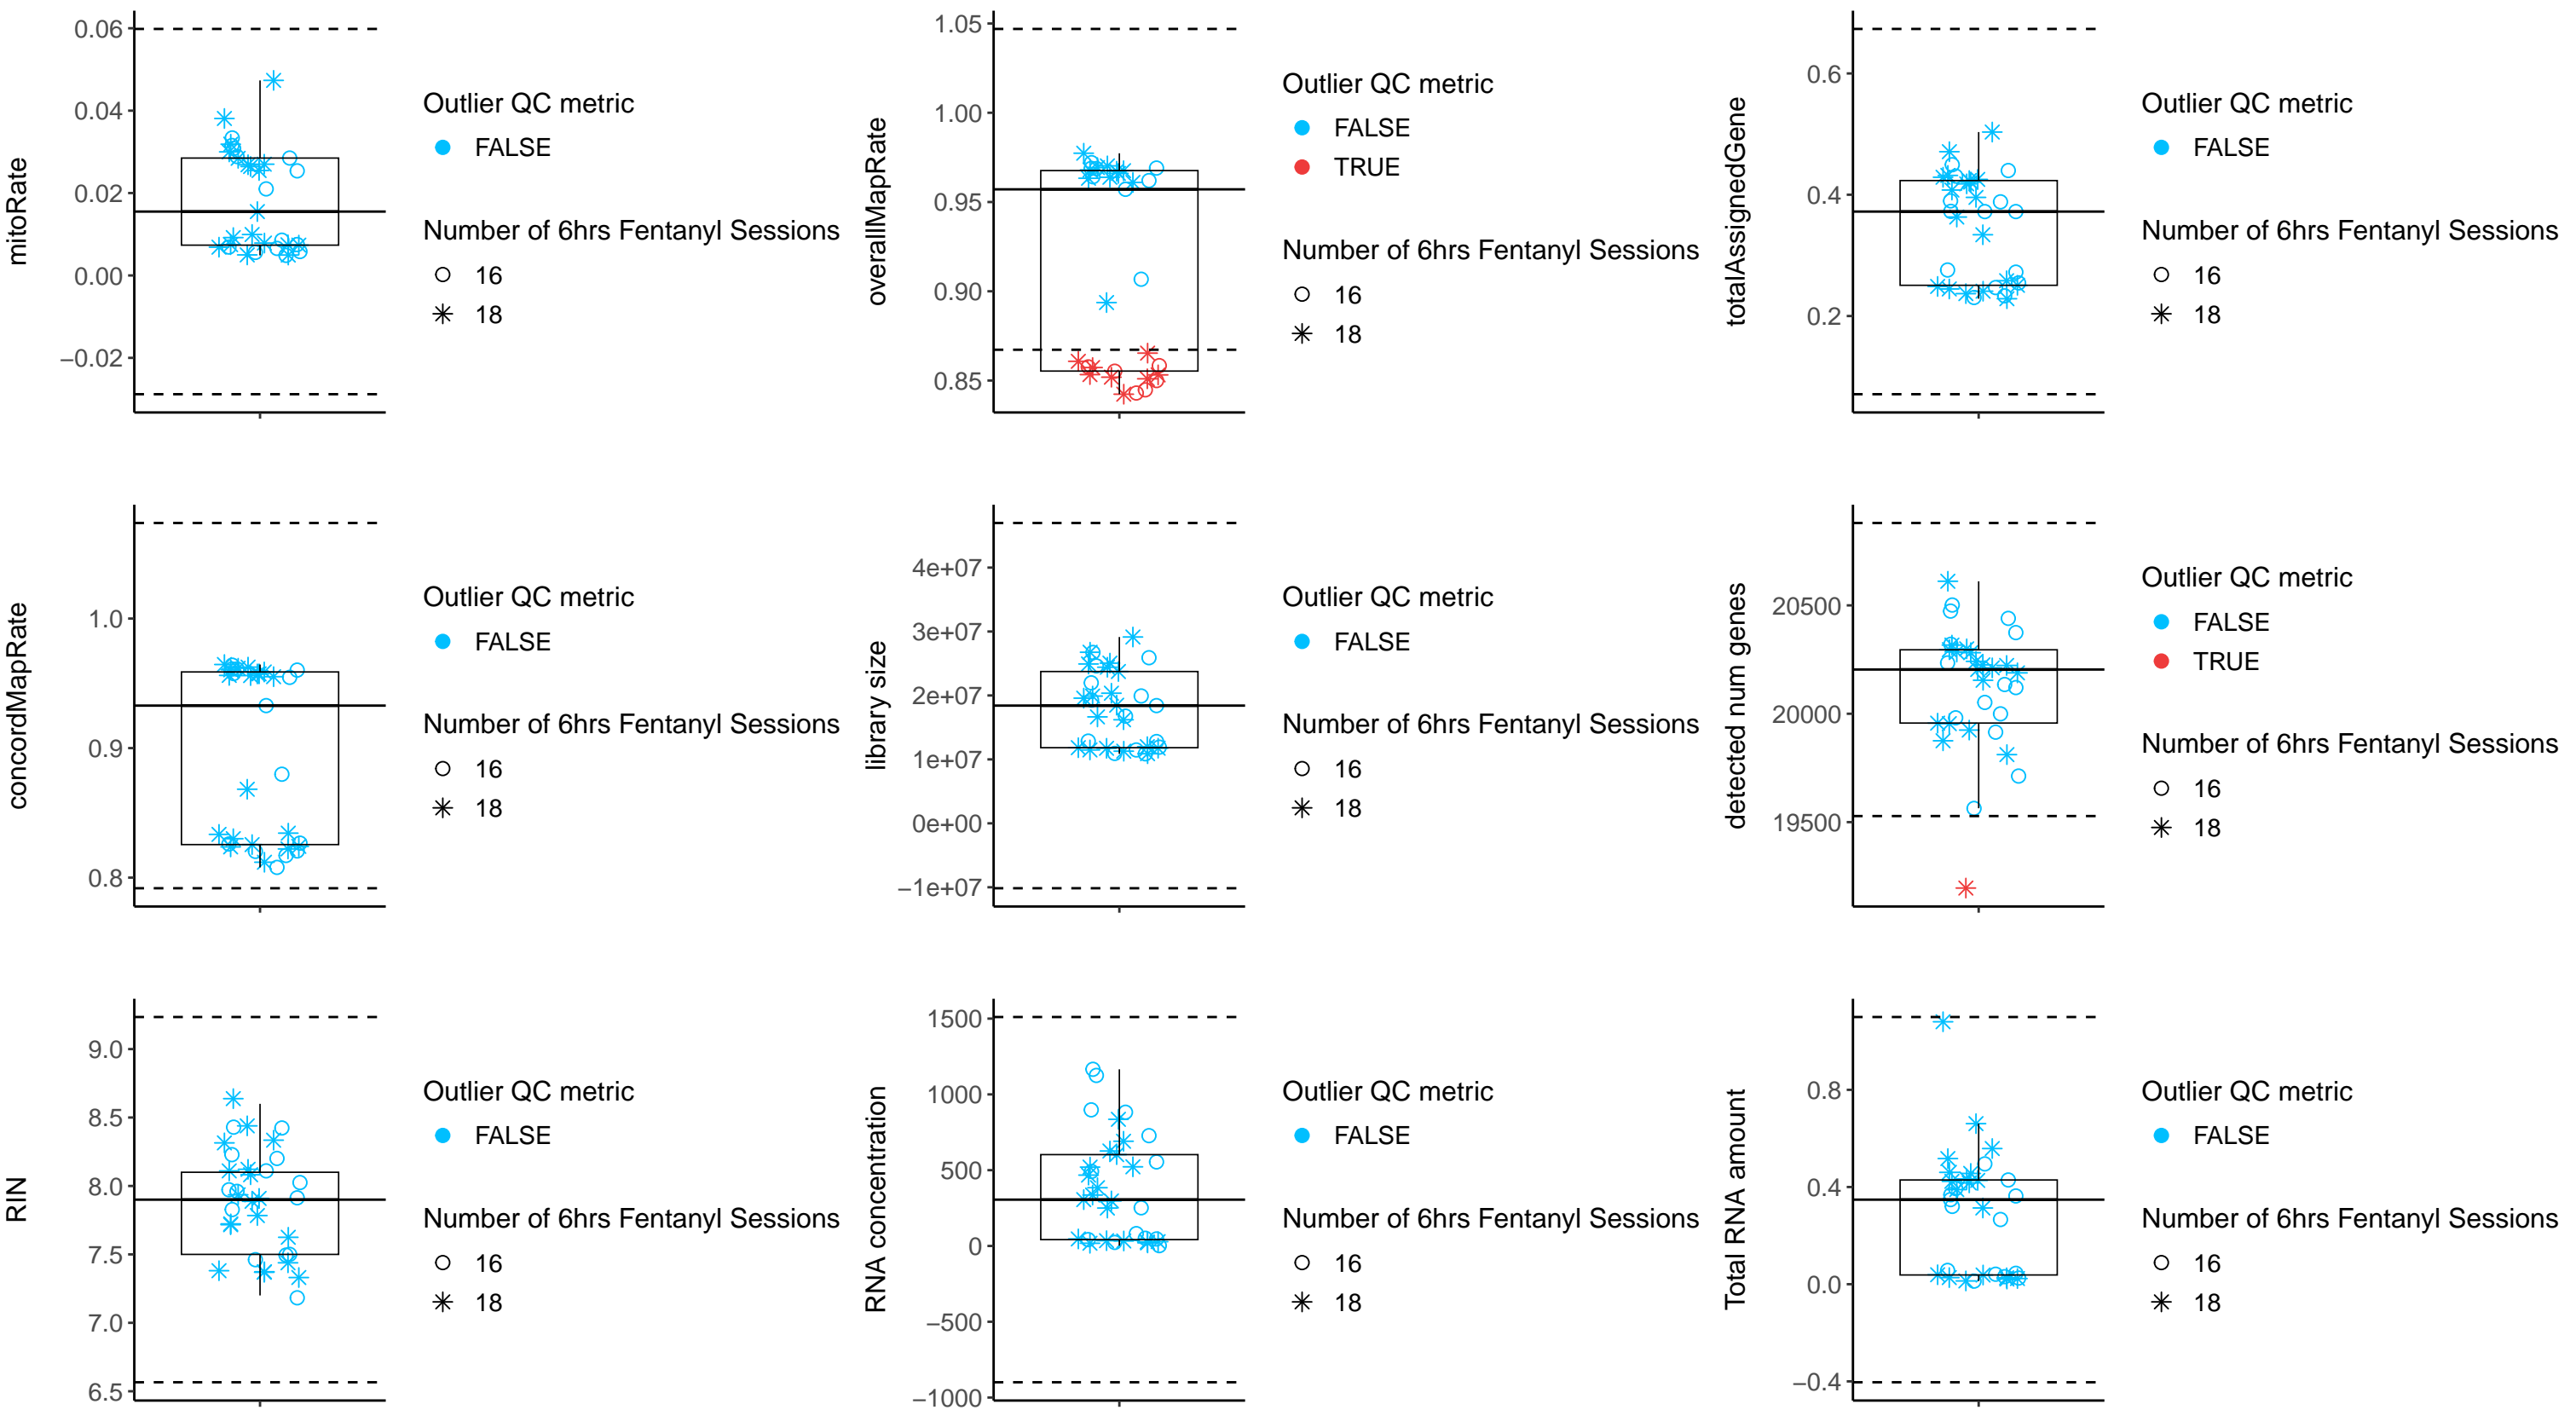 mitoRate
0.06
0.04
0.02
0.00
−0.02
Outlier QC metric
FALSE
Number of 6hrs Fentanyl Sessions
16
18
overallMapRate
1.05
1.00
0.95
0.90
0.85
Outlier QC metric
FALSE
TRUE
Number of 6hrs Fentanyl Sessions
16
18
totalAssignedGene
0.6
0.4
0.2
Outlier QC metric
FALSE
Number of 6hrs Fentanyl Sessions
16
18
concordMapRate
1.0
0.9
0.8
Outlier QC metric
FALSE
Number of 6hrs Fentanyl Sessions
16
18
library size
4e+07
3e+07
2e+07
1e+07
0e+00
−1e+07
Outlier QC metric
FALSE
Number of 6hrs Fentanyl Sessions
16
18
detected num genes
20500
20000
19500
Outlier QC metric
FALSE
TRUE
Number of 6hrs Fentanyl Sessions
16
18
RIN
9.0
8.5
8.0
7.5
7.0
6.5
Outlier QC metric
FALSE
Number of 6hrs Fentanyl Sessions
16
18
RNA concentration
1500
1000
500
0
−500
−1000
Outlier QC metric
FALSE
Number of 6hrs Fentanyl Sessions
16
18
Total RNA amount
0.8
0.4
0.0
−0.4
Outlier QC metric
FALSE
Number of 6hrs Fentanyl Sessions
16
18